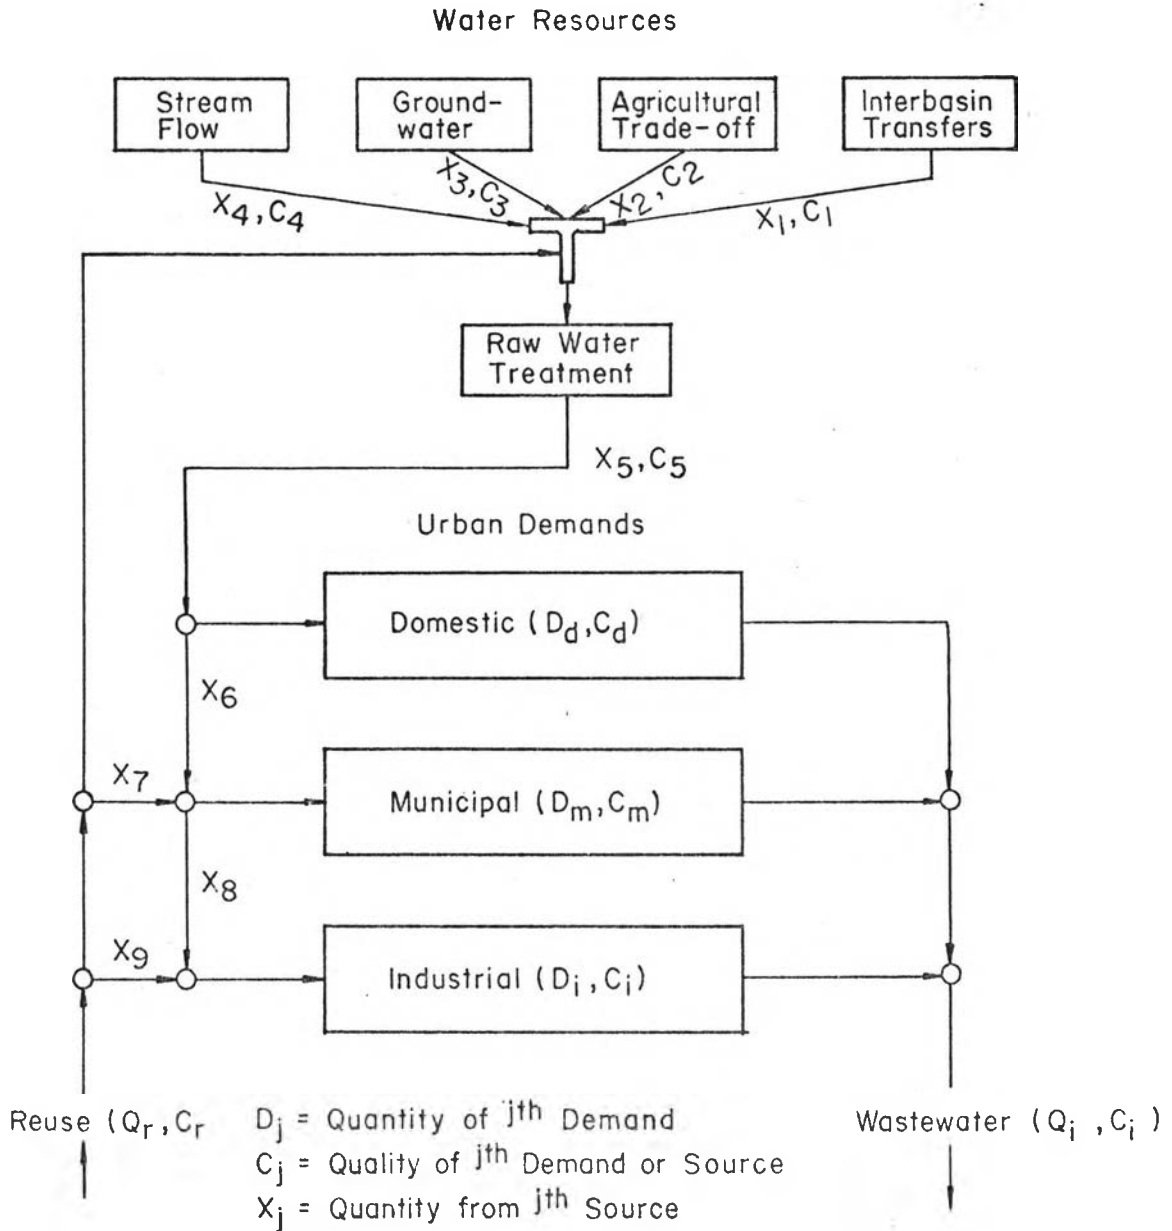 Water Resources
Stream
Flow
Ground-
water
Agricultural
Trade-off
Interbasin
Transfers
X4,C4
X3,C3
X2,C2
X1,C1
Raw Water
Treatment
X5,C5
Urban Demands
Domestic (Dd,Cd)
X6
X7
Municipal (Dm,Cm)
X8
X9
Industrial (Di,Ci)
Reuse (Qr,Cr
Dj = Quantity of jth Demand
Cj = Quality of jth Demand or Source
Xj = Quantity from jth Source
Wastewater (Qi ,Ci)